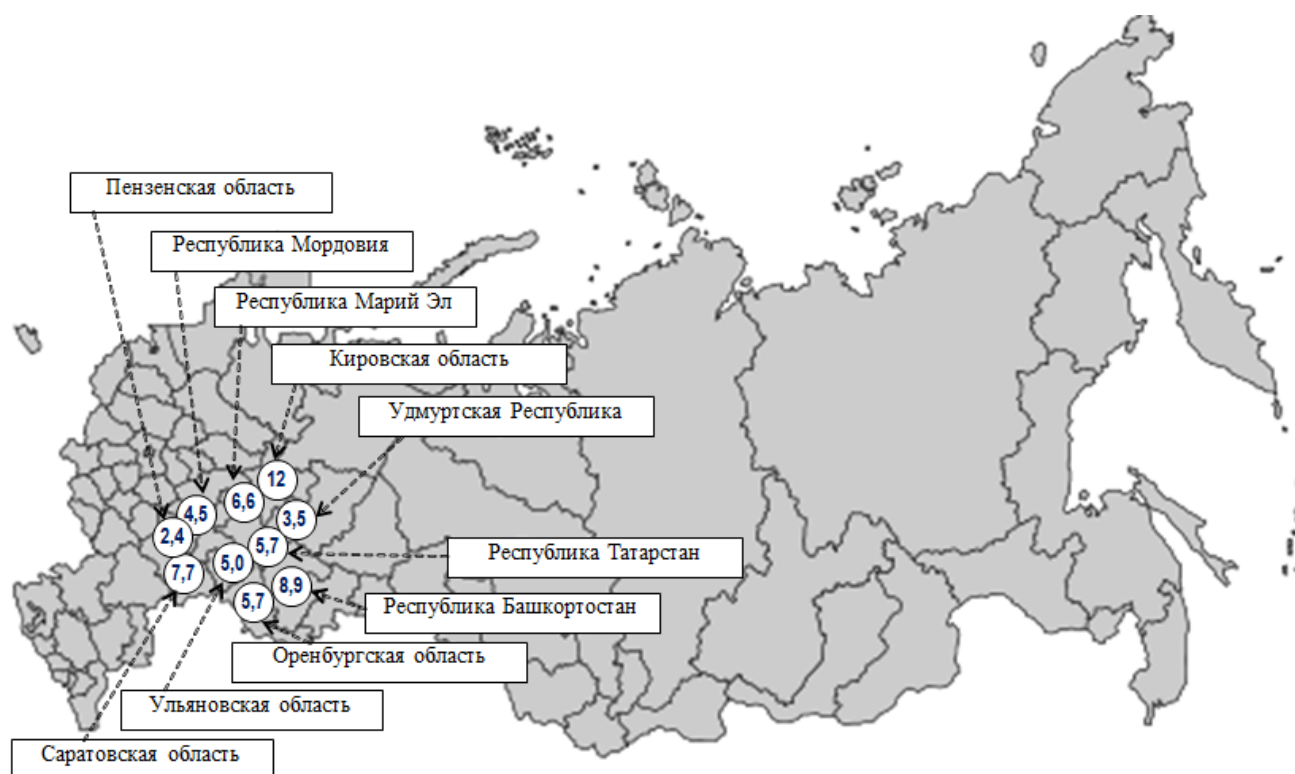 Пензенская область
Республика Мордовия
Республика Марий Эл
Кировская область
Удмуртская Республика
12
6,6
4,5
3,5
2,4
5,7
Республика Татарстан
5,0
7,7
8,9
5,7
Республика Башкортостан
Оренбургская область
Ульяновская область
Саратовская область